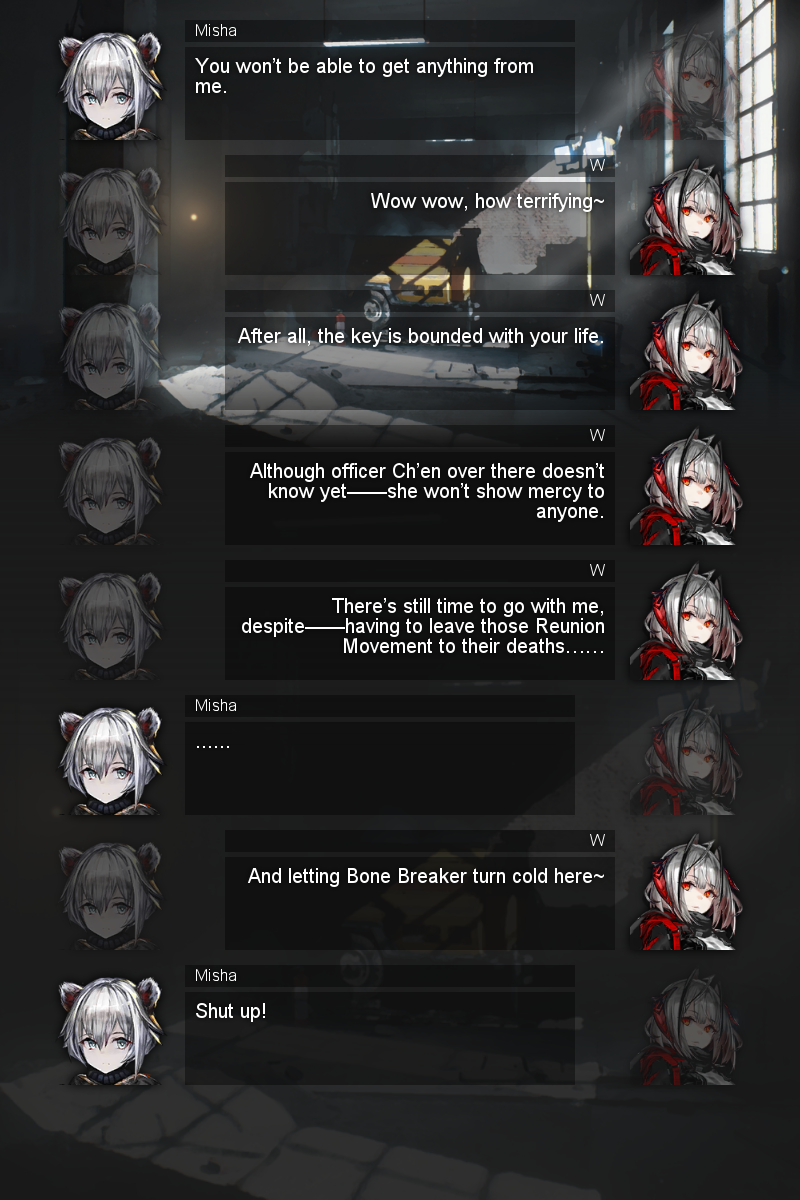 Misha
You won't be able to get anything from
me.
W
Wow wow, how terrifying~
W
After all, the key is bounded with your life.
W
Although officer Ch'en over there doesn't
know yet——she won't show mercy to
anyone.
W
There's still time to go with me,
despite——having to leave those Reunion
Movement to their deaths……
Misha
……
W
And letting Bone Breaker turn cold here~
Misha
Shut up!